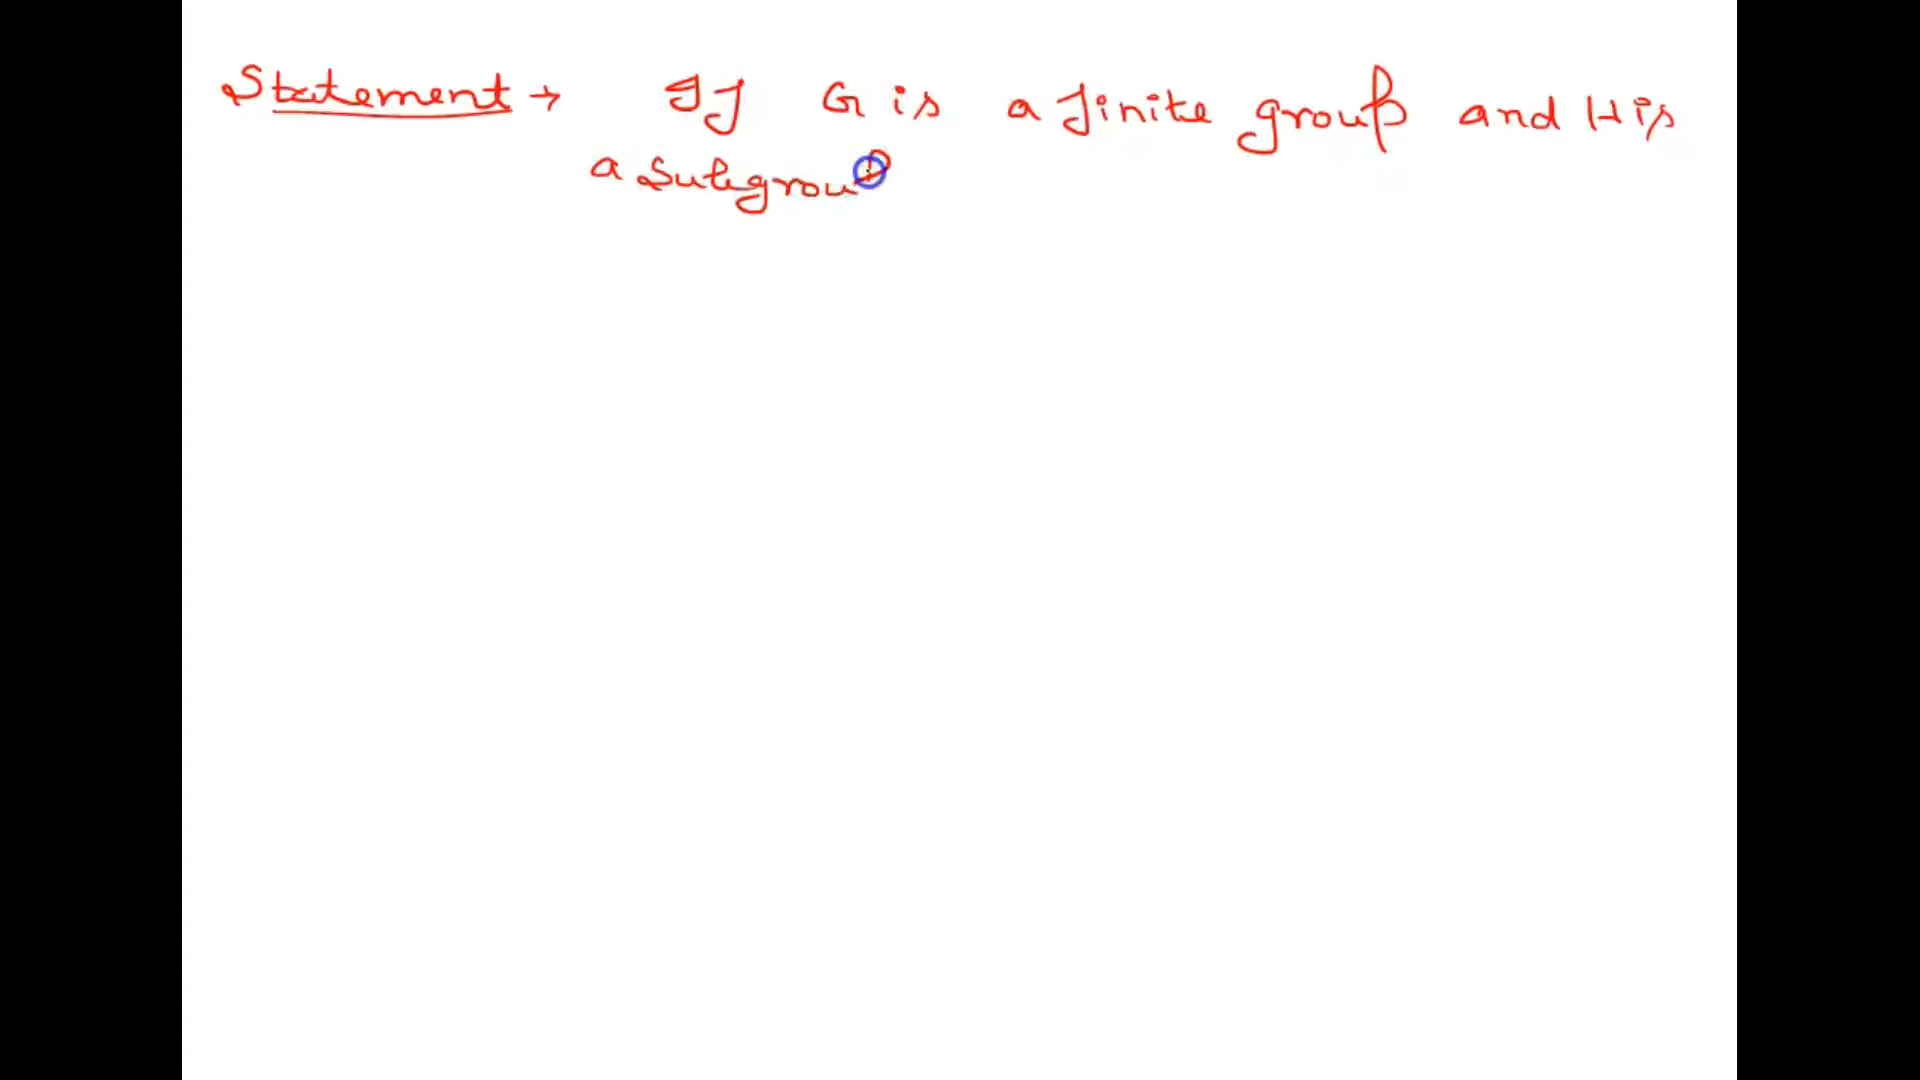 Statement → If G is a finite group and H is
a subgroup